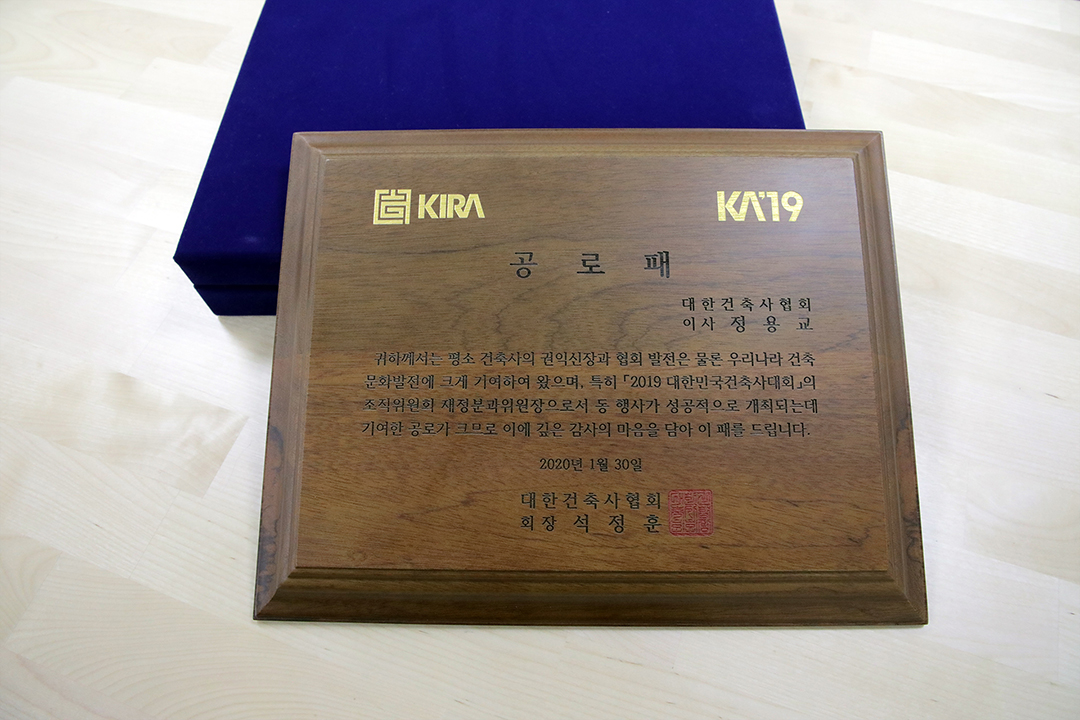 KIRA
KA'19
공로패
대한건축사협회
이사 정용교
귀하께서는 평소 건축사의 권익신장과 협회 발전은 물론 우리나라 건축
문화발전에 크게 기여하여 왔으며, 특히 「2019 대한민국건축사대회」의
조직위원회 재정분과위원장으로서 동 행사가 성공적으로 개최되는데
기여한 공로가 크므로 이에 깊은 감사의 마음을 담아 이 패를 드립니다.
2020년 1월 30일
대한건축사협회
회장 석정훈